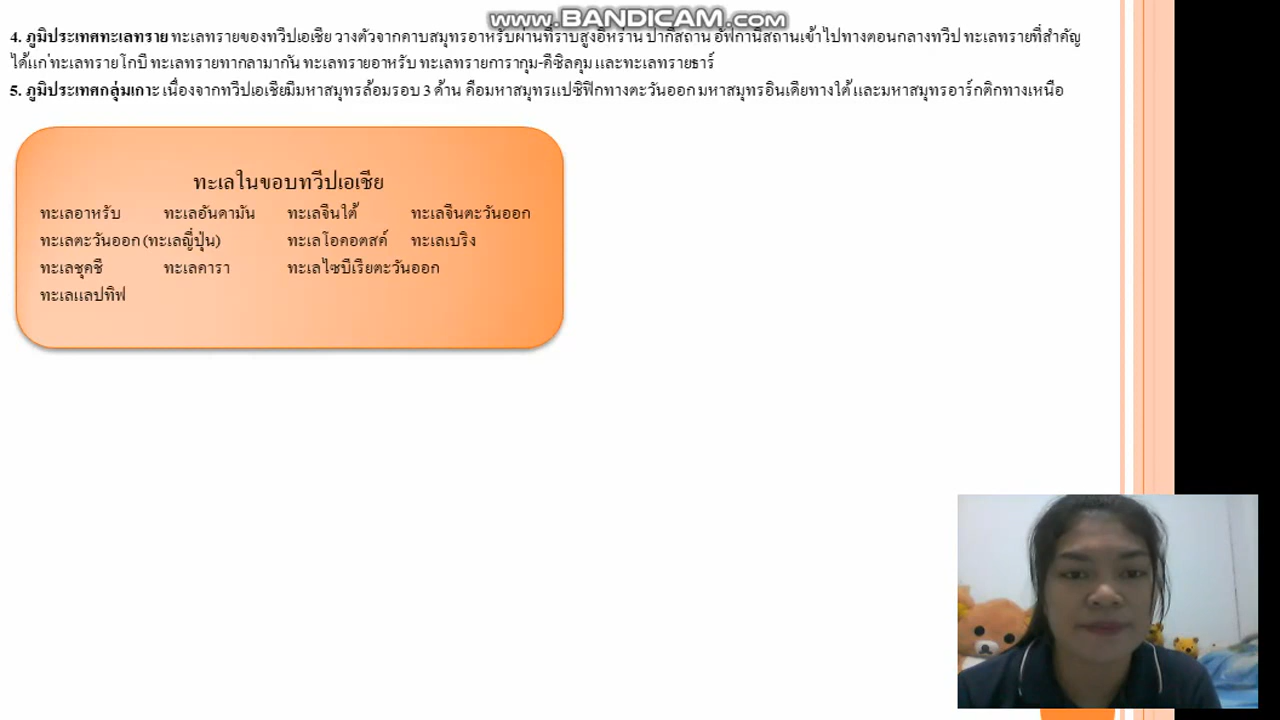 www.BANDICAM.com
4. ภูมิประเทศทะเลทราย ทะเลทรายของทวีปเอเชีย วางตัวจากคาบสมุทรอาหรับผ่านที่ราบสูงอิหร่าน ปากีสถาน อัฟกานิสถานเข้าไปทางตอนกลางทวีป ทะเลทรายที่สำคัญ
ได้แก่ทะเลทรายโกบี ทะเลทรายทากลามากัน ทะเลทรายอาหรับ ทะเลทรายการากุม-คีซิลคุม และทะเลทรายธาร์
5. ภูมิประเทศกลุ่มเกาะ เนื่องจากทวีปเอเชียมีมหาสมุทรล้อมรอบ 3 ด้าน คือมหาสมุทรแปซิฟิกทางตะวันออก มหาสมุทรอินเดียทางใต้ และมหาสมุทรอาร์กติกทางเหนือ
ทะเลในขอบทวีปเอเชีย
ทะเลอาหรับ ทะเลอันดามัน ทะเลจีนใต้ ทะเลจีนตะวันออก
ทะเลตะวันออก (ทะเลญี่ปุ่น) ทะเลโอคอตสค์ ทะเลเบริง
ทะเลชุคชี ทะเลคารา ทะเลไซบีเรียตะวันออก
ทะเลแลปทิฟ